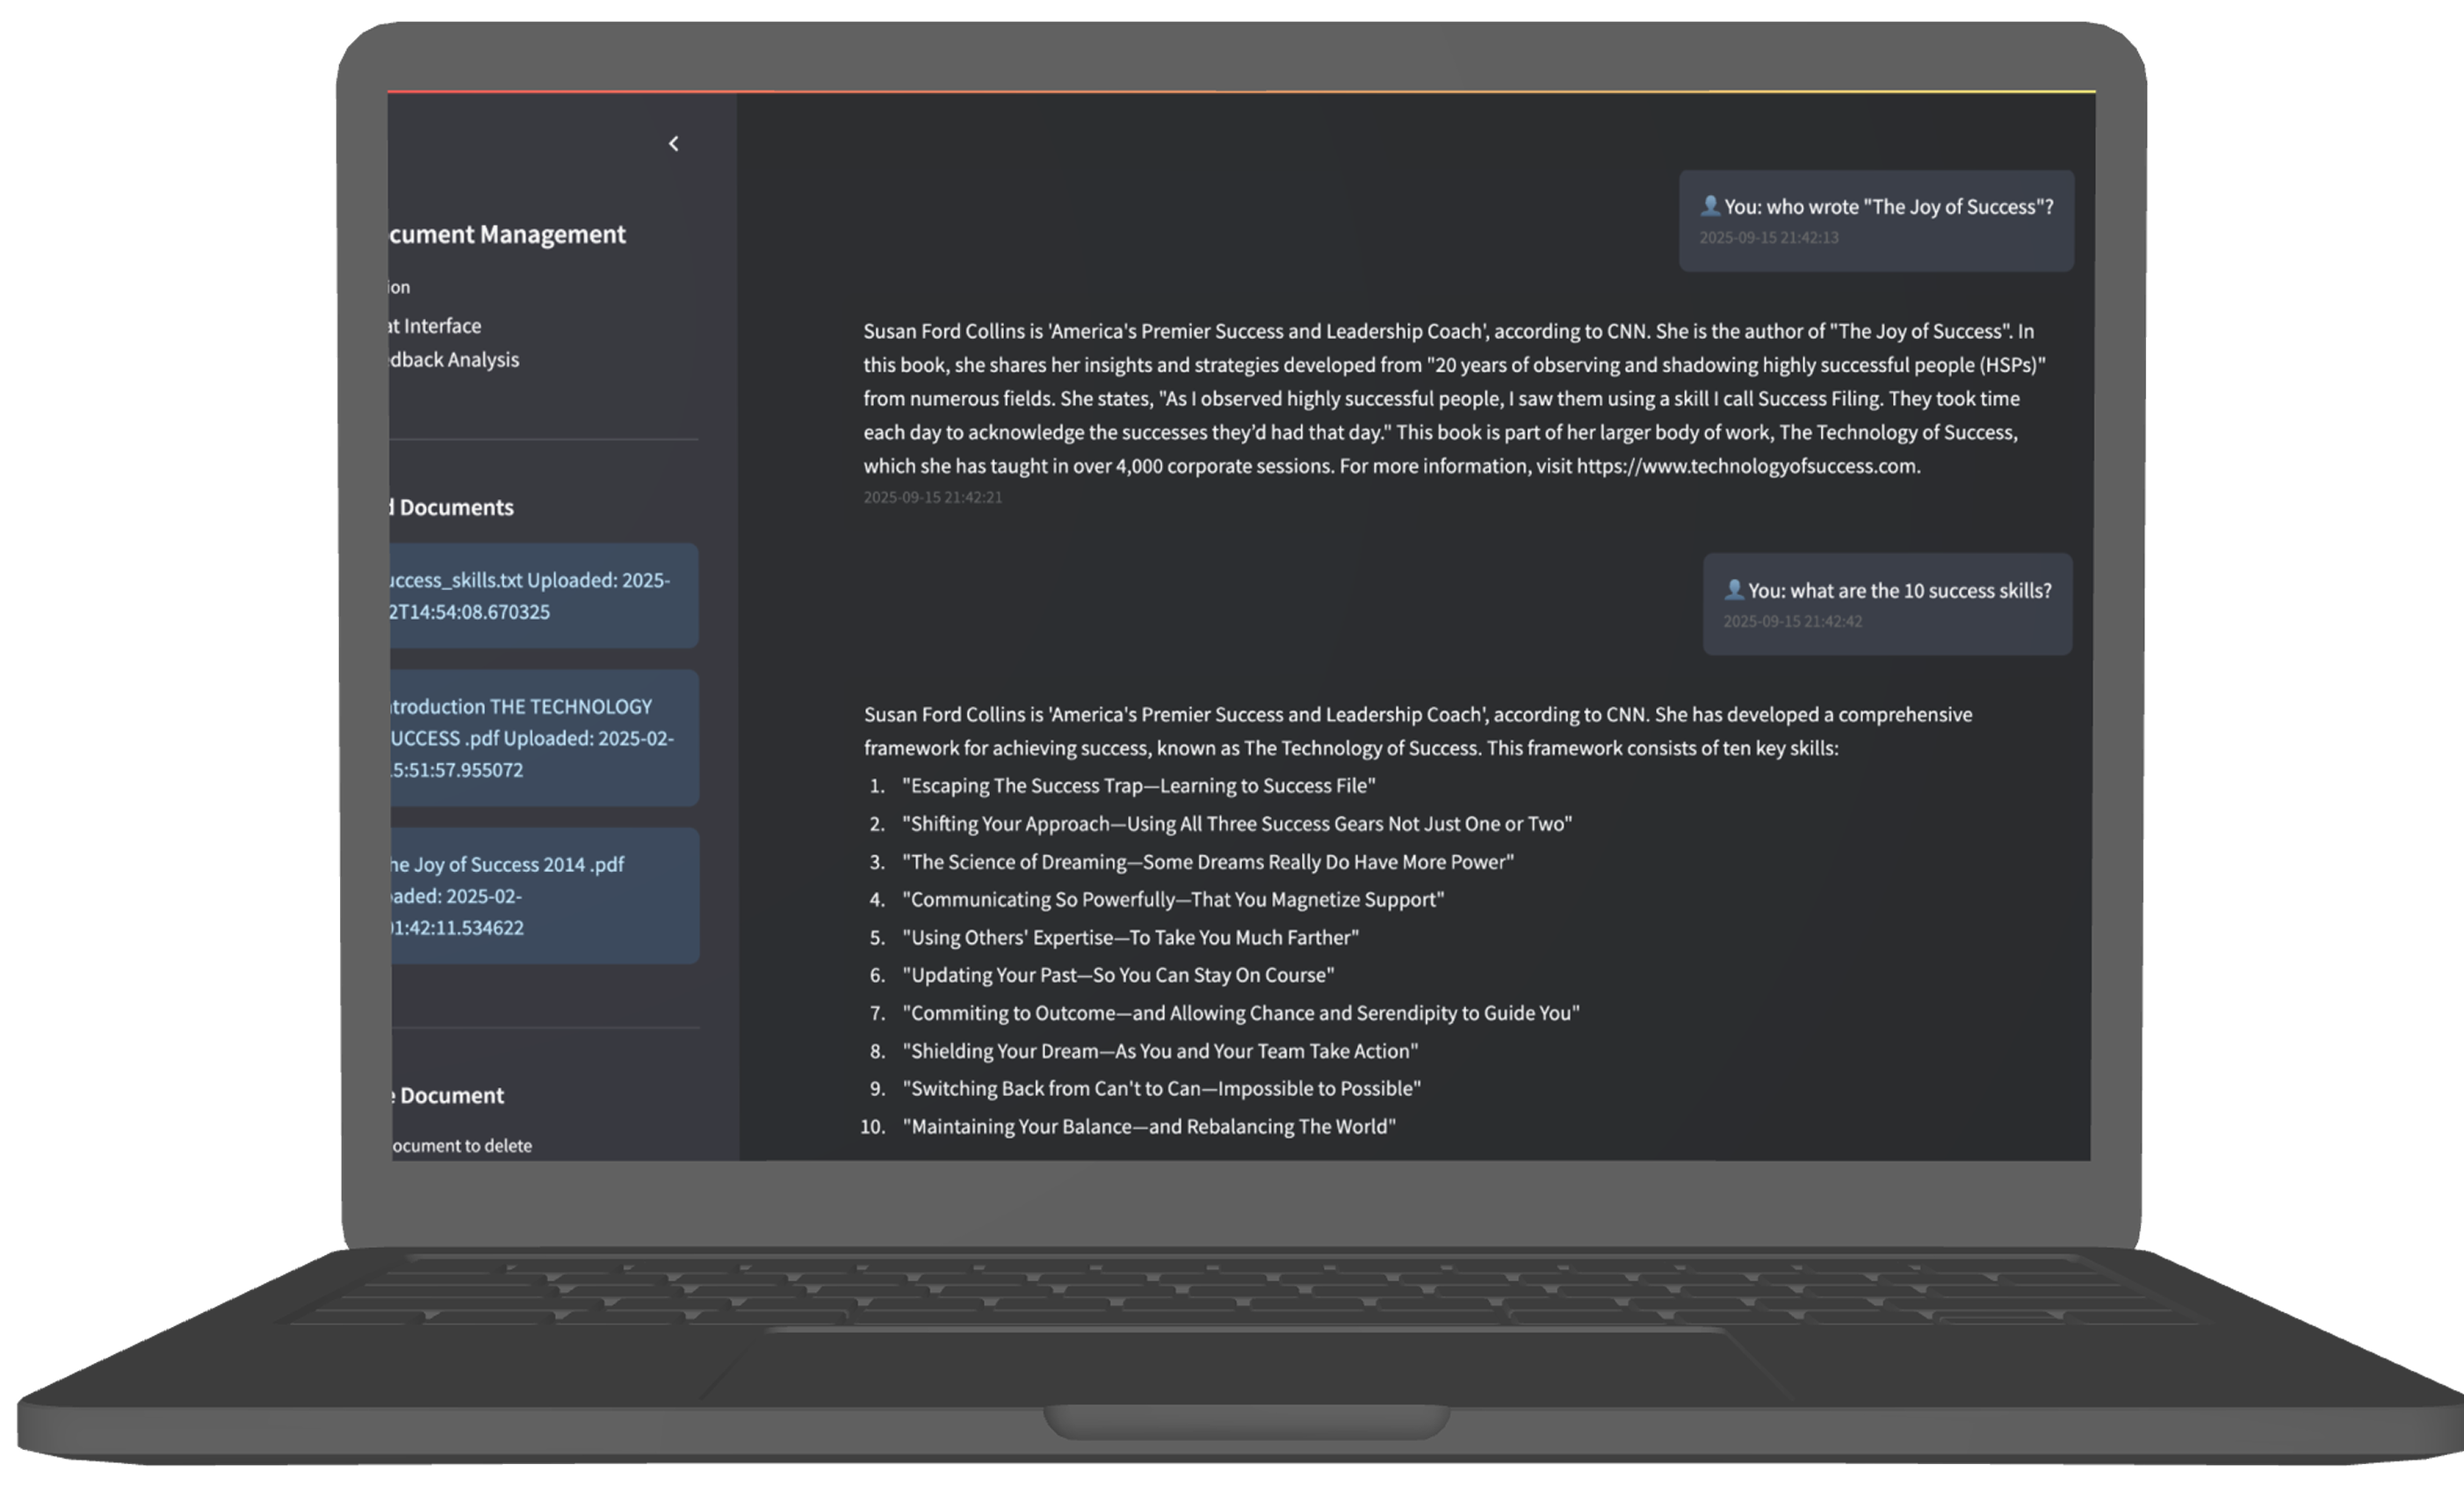 cument Management
ion
at Interface
dback Analysis
d Documents
uccess_skills.txt Uploaded: 2025-
2T14:54:08.670325
ntroduction THE TECHNOLOGY
UCCESS .pdf Uploaded: 2025-02-
5:51:57.955072
he Joy of Success 2014 .pdf
oaded: 2025-02-
01:42:11.534622
e Document
ocument to delete
You: who wrote "The Joy of Success"?
2025-09-15 21:42:13
Susan Ford Collins is 'America's Premier Success and Leadership Coach', according to CNN. She is the author of "The Joy of Success". In
this book, she shares her insights and strategies developed from "20 years of observing and shadowing highly successful people (HSPs)"
from numerous fields. She states, "As I observed highly successful people, I saw them using a skill I call Success Filing. They took time
each day to acknowledge the successes they’d had that day." This book is part of her larger body of work, The Technology of Success,
which she has taught in over 4,000 corporate sessions. For more information, visit https://www.technologyofsuccess.com.
2025-09-15 21:42:21
You: what are the 10 success skills?
2025-09-15 21:42:42
Susan Ford Collins is 'America's Premier Success and Leadership Coach', according to CNN. She has developed a comprehensive
framework for achieving success, known as The Technology of Success. This framework consists of ten key skills:
1. "Escaping The Success Trap—Learning to Success File"
2. "Shifting Your Approach—Using All Three Success Gears Not Just One or Two"
3. "The Science of Dreaming—Some Dreams Really Do Have More Power"
4. "Communicating So Powerfully—That You Magnetize Support"
5. "Using Others' Expertise—To Take You Much Farther"
6. "Updating Your Past—So You Can Stay On Course"
7. "Commiting to Outcome—and Allowing Chance and Serendipity to Guide You"
8. "Shielding Your Dream—As You and Your Team Take Action"
9. "Switching Back from Can't to Can—Impossible to Possible"
10. "Maintaining Your Balance—and Rebalancing The World"